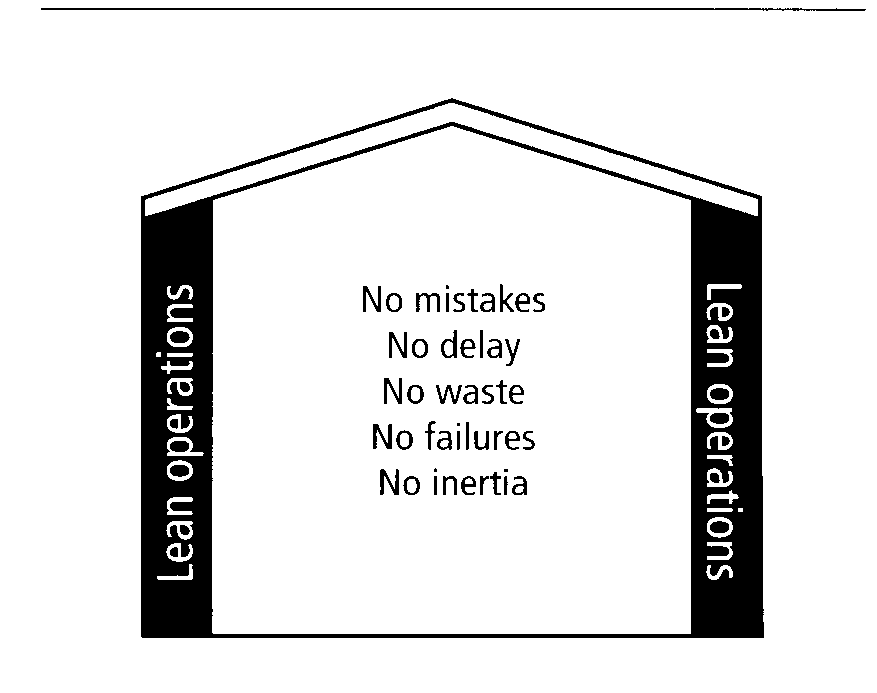 Lean operations
No mistakes
No delay
No waste
No failures
No inertia
Lean operations